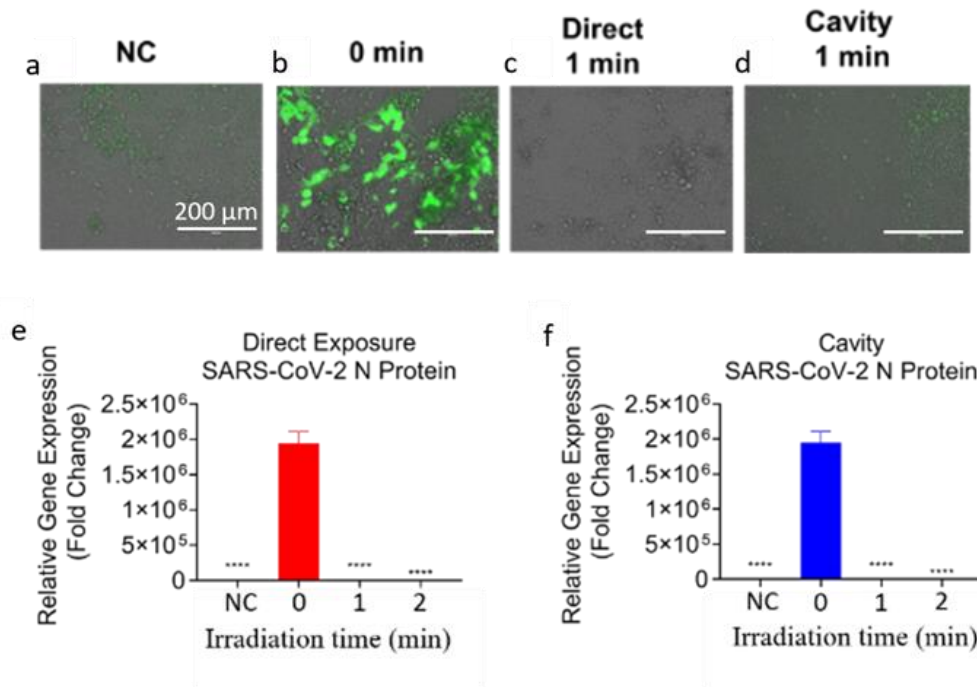 a
NC
b
0 min
c
Direct
1 min
d
Cavity
1 min
200 μm
e
Direct Exposure
SARS-CoV-2 N Protein
Relative Gene Expression
(Fold Change)
2.5×10⁶
2×10⁶
1.5×10⁶
1×10⁶
5×10⁵
0
****
****
****
NC
0
1
2
Irradiation time (min)
f
Cavity
SARS-CoV-2 N Protein
Relative Gene Expression
(Fold Change)
2.5×10⁶
2×10⁶
1.5×10⁶
1×10⁶
5×10⁵
0
****
****
****
NC
0
1
2
Irradiation time (min)